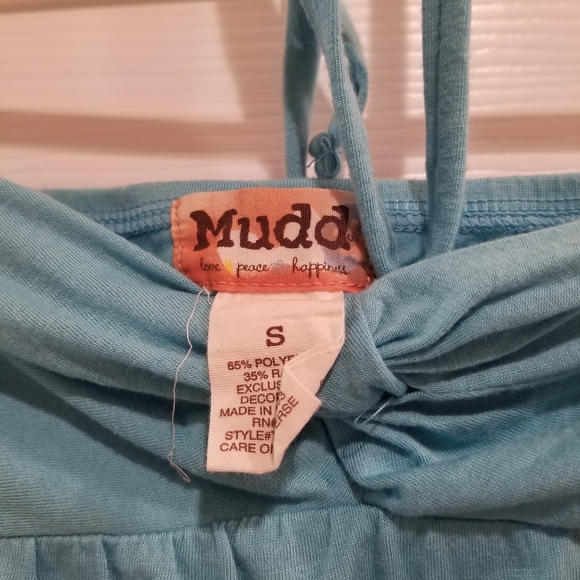 Mudd
love peace happiness
S
65% POLYE
35% R
EXCLUS
DECOR
MADE IN
RN
STYLE#
CARE O
ERSE